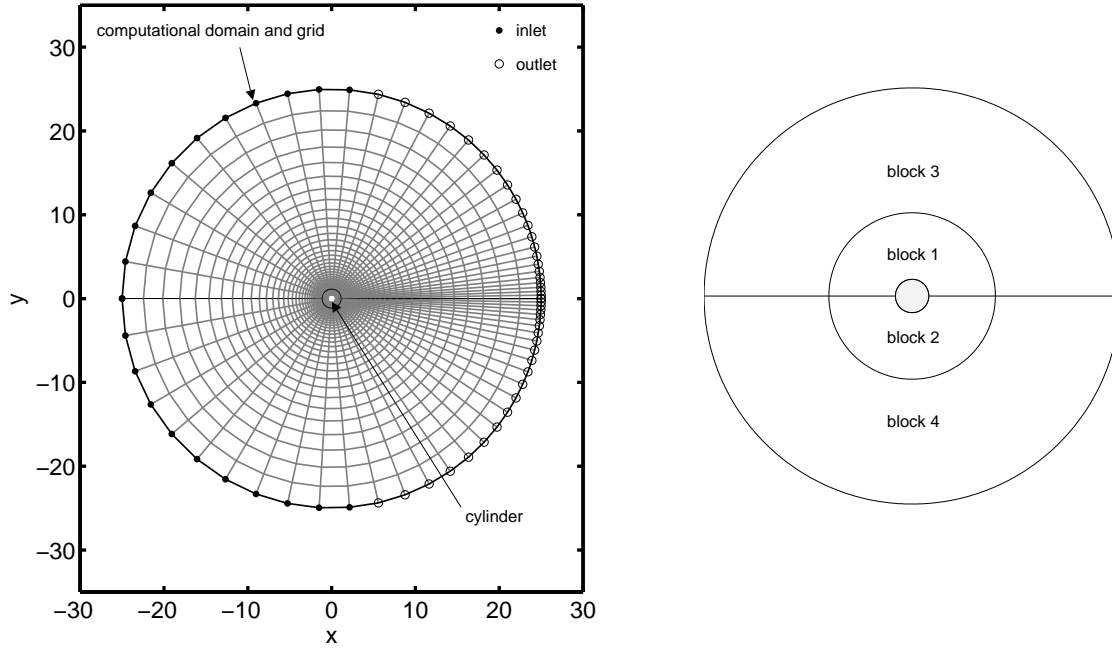 computational domain and grid
inlet
outlet
30
20
10
0
−10
−20
−30
y
cylinder
−30
−20
−10
0
10
20
30
x
block 3
block 1
block 2
block 4